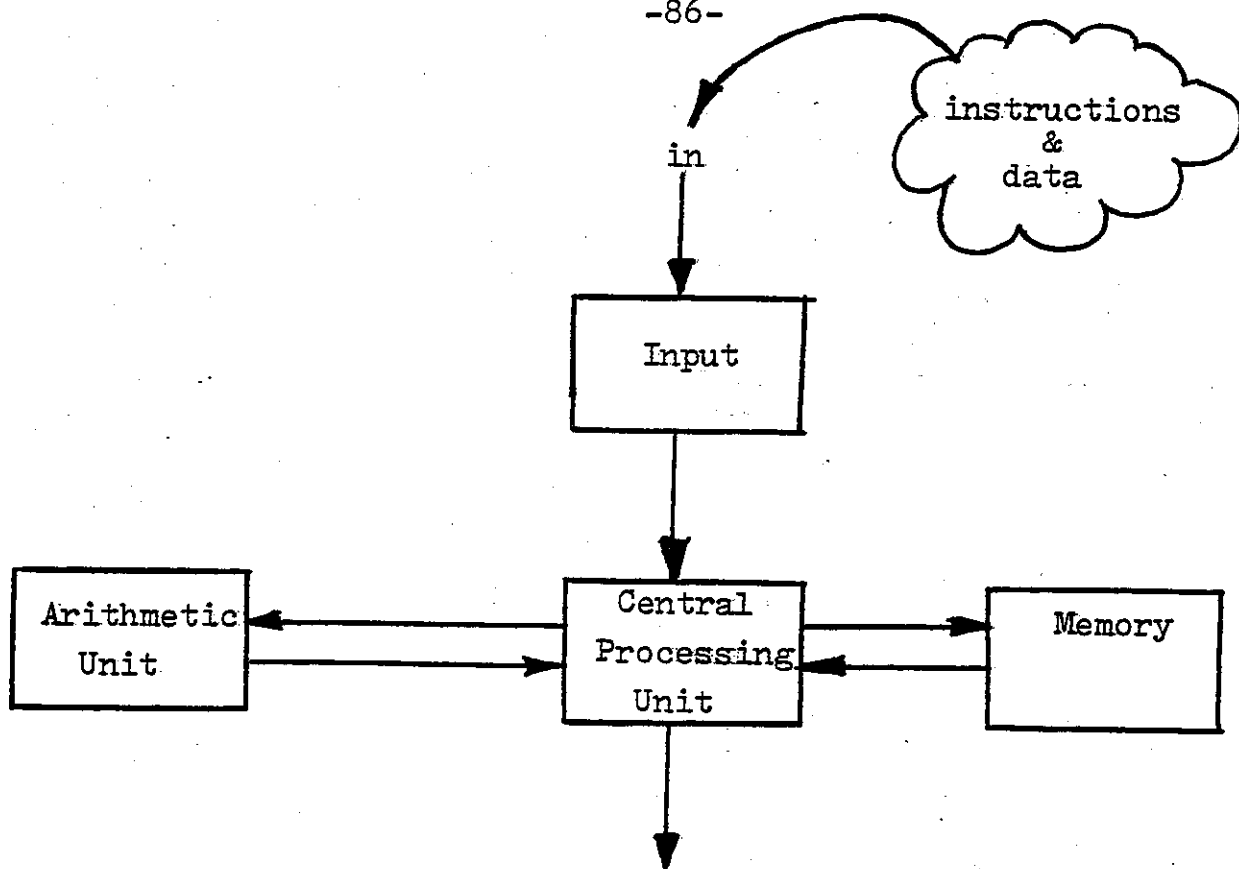 -86-
instructions
&
data
in
Input
Arithmetic
Unit
Central
Processing
Unit
Memory